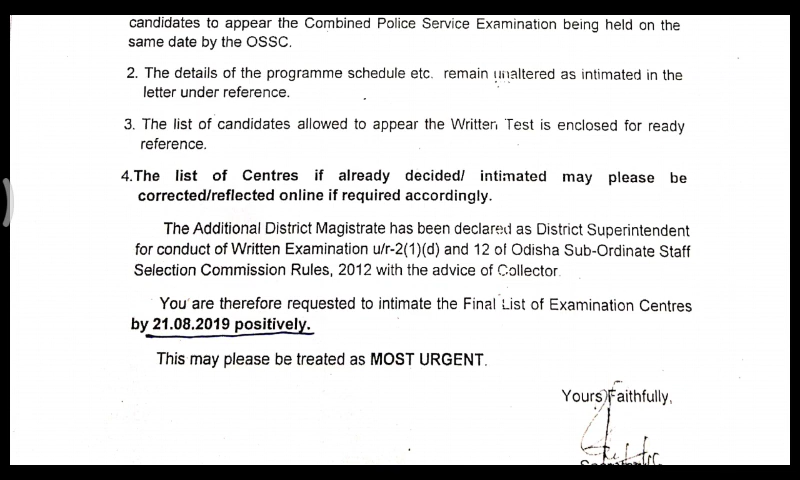 candidates to appear the Combined Police Service Examination being held on the
same date by the OSSC.
2. The details of the programme schedule etc. remain unaltered as intimated in the
letter under reference.
3. The list of candidates allowed to appear the Written Test is enclosed for ready
reference.
4.The list of Centres if already decided/ intimated may please be
corrected/reflected online if required accordingly.
The Additional District Magistrate has been declared as District Superintendent
for conduct of Written Examination u/r-2(1)(d) and 12 of Odisha Sub-Ordinate Staff
Selection Commission Rules, 2012 with the advice of Collector.
You are therefore requested to intimate the Final List of Examination Centres
by 21.08.2019 positively.
This may please be treated as MOST URGENT.
Yours Faithfully,